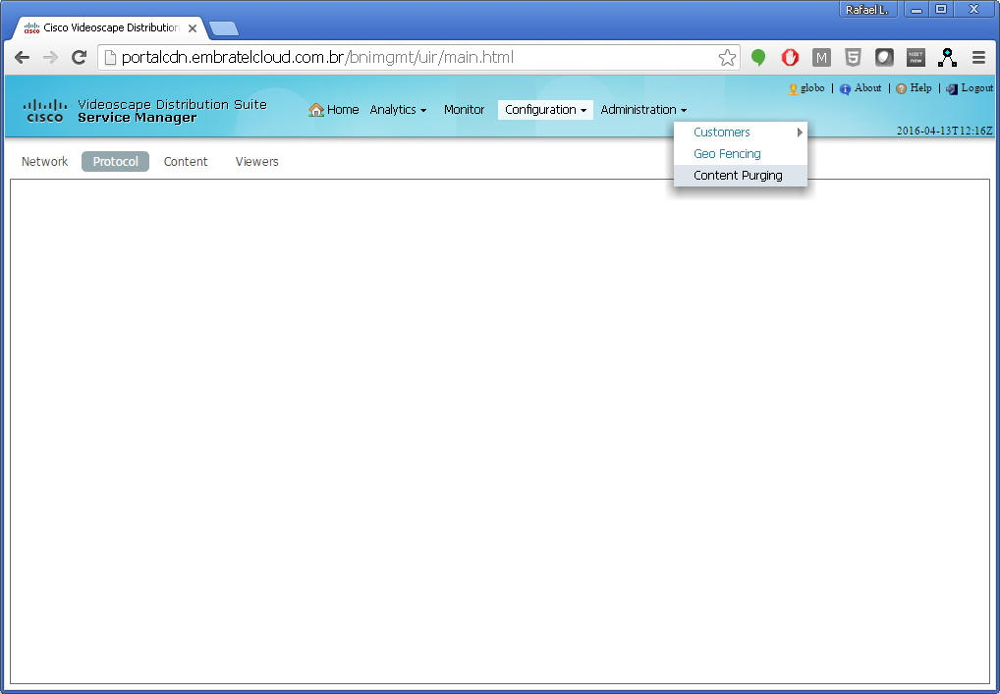 Rafael L.
Cisco Videoscape Distribution
portalcdn.embratelcloud.com.br/bnimgmt/uir/main.html
globo | About | Help | Logout
CISCO
Videoscape Distribution Suite
Service Manager
Home Analytics Monitor Configuration Administration
2016-04-13T12:16Z
Customers
Geo Fencing
Content Purging
Network Protocol Content Viewers